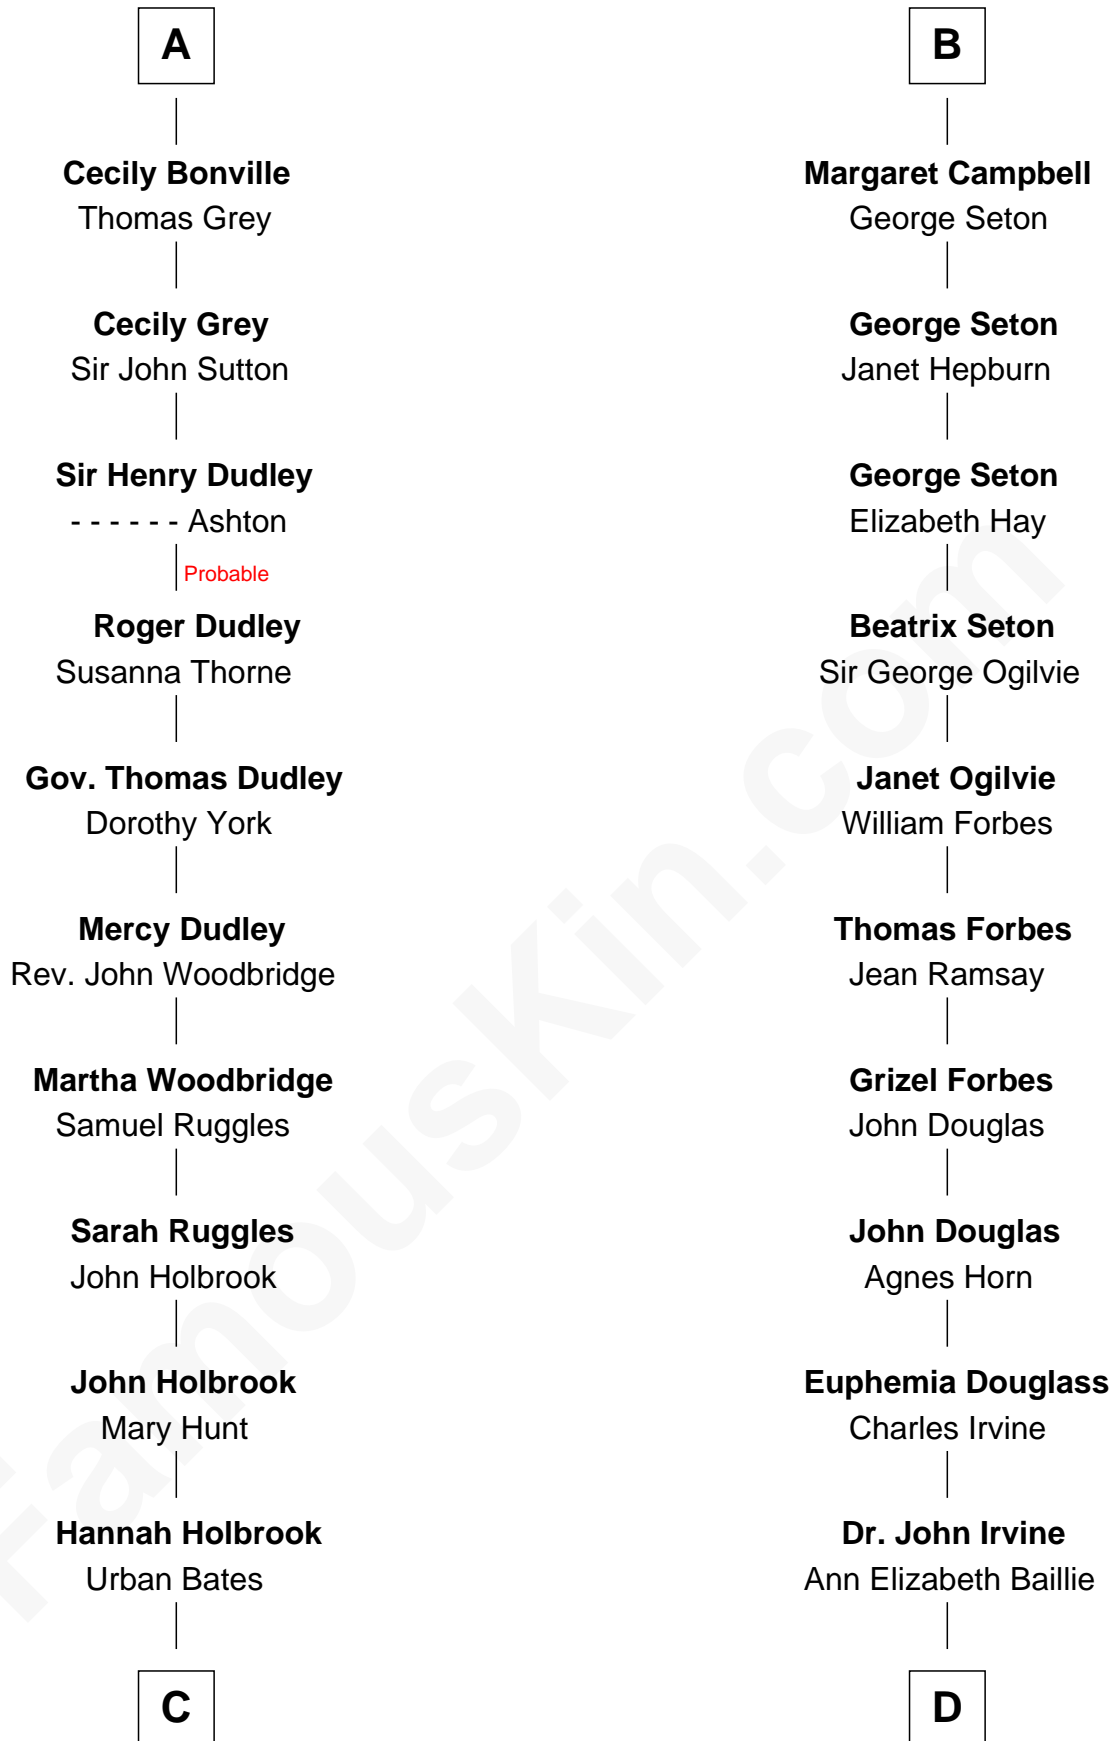 A
Cecily Bonville
Thomas Grey
Cecily Grey
Sir John Sutton
Sir Henry Dudley
- - - - - - Ashton
Probable
Roger Dudley
Susanna Thorne
Gov. Thomas Dudley
Dorothy York
Mercy Dudley
Rev. John Woodbridge
Martha Woodbridge
Samuel Ruggles
Sarah Ruggles
John Holbrook
John Holbrook
Mary Hunt
Hannah Holbrook
Urban Bates
C
B
Margaret Campbell
George Seton
George Seton
Janet Hepburn
George Seton
Elizabeth Hay
Beatrix Seton
Sir George Ogilvie
Janet Ogilvie
William Forbes
Thomas Forbes
Jean Ramsay
Grizel Forbes
John Douglas
John Douglas
Agnes Horn
Euphemia Douglass
Charles Irvine
Dr. John Irvine
Ann Elizabeth Baillie
D
FamousKin.com